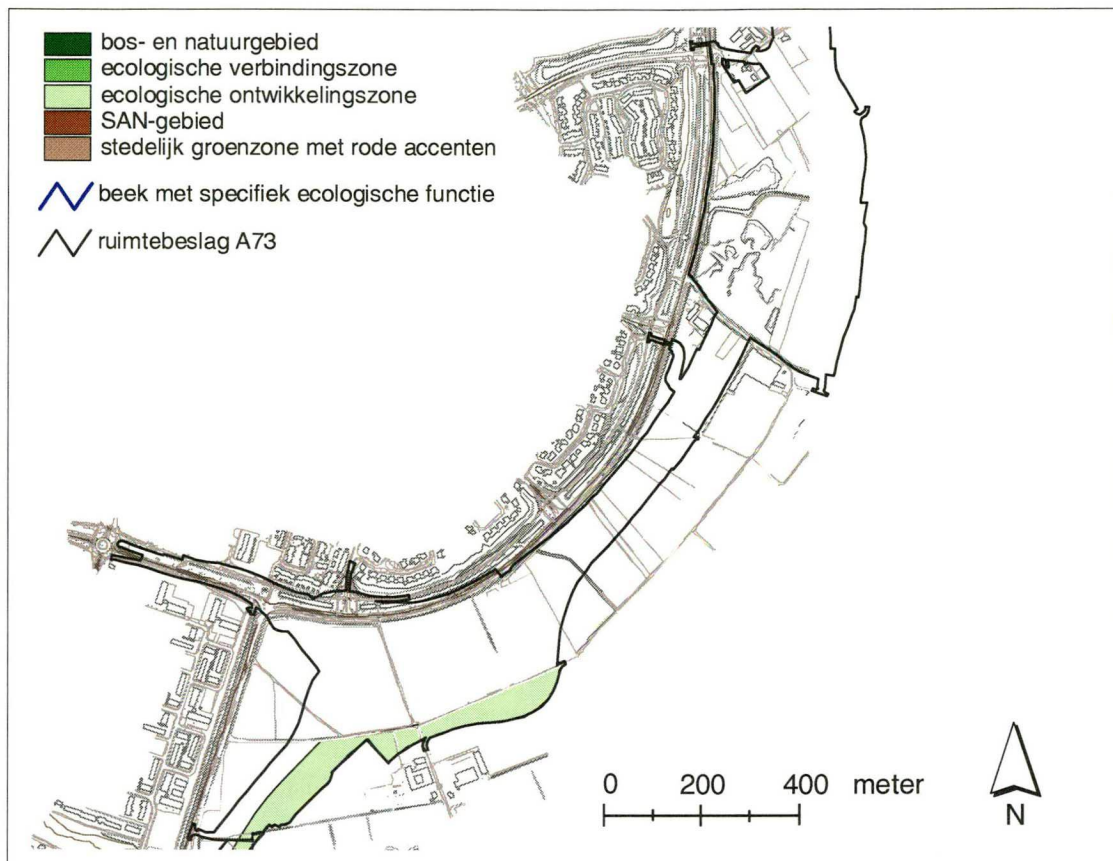 bos- en natuurgebied
ecologische verbindingszone
ecologische ontwikkelingszone
SAN-gebied
stedelijk groenzone met rode accenten
beek met specifiek ecologische functie
ruimtebeslag A73
0 200 400 meter
N